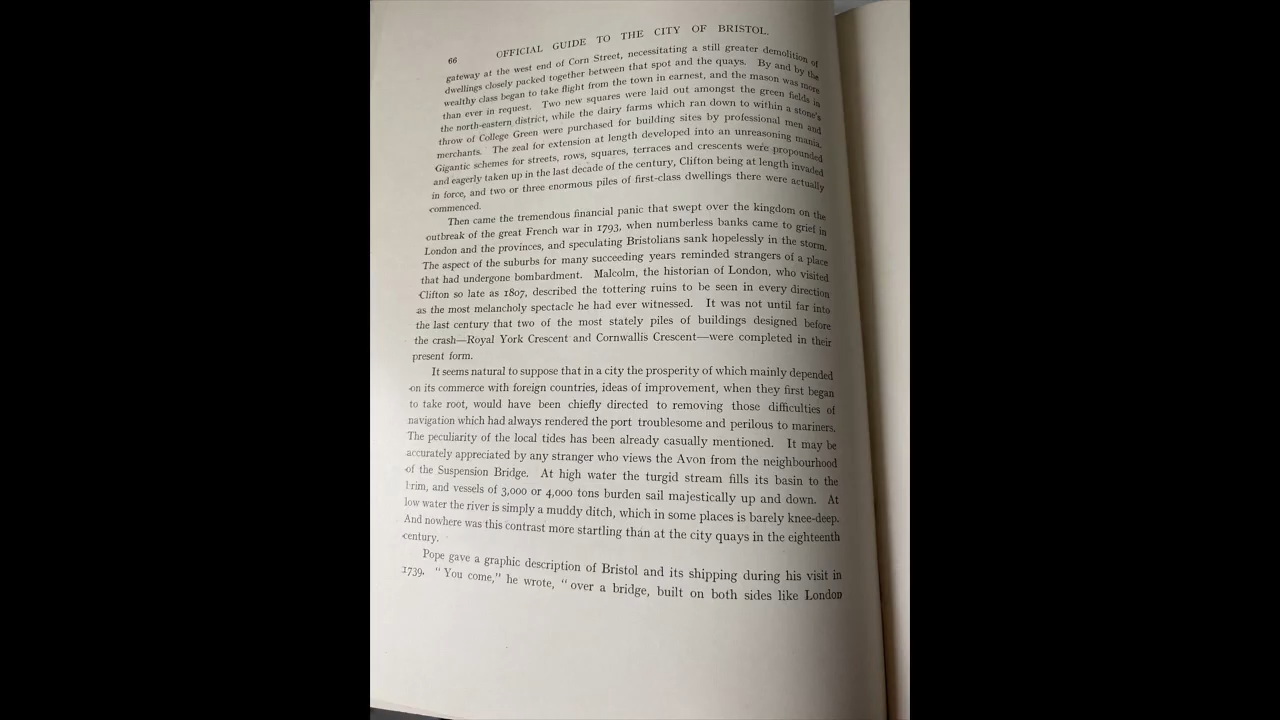 66
OFFICIAL GUIDE TO THE CITY OF BRISTOL.
gateway at the west end of Corn Street, necessitating a still greater demolition of
dwellings closely packed together between that spot and the quays. By and by the
wealthy class began to take flight from the town in earnest, and the mason was more
than ever in request. Two new squares were laid out amongst the green fields in
the north-eastern district, while the dairy farms which ran down to within a stone's
throw of College Green were purchased for building sites by professional men and
merchants. The zeal for extension at length developed into an unreasoning mania.
Gigantic schemes for streets, rows, squares, terraces and crescents were propounded
and eagerly taken up in the last decade of the century, Clifton being at length invaded
in force, and two or three enormous piles of first-class dwellings there were actually
commenced.
Then came the tremendous financial panic that swept over the kingdom on the
outbreak of the great French war in 1793, when numberless banks came to grief in
London and the provinces, and speculating Bristolians sank hopelessly in the storm.
The aspect of the suburbs for many succeeding years reminded strangers of a place
that had undergone bombardment. Malcolm, the historian of London, who visited
Clifton so late as 1807, described the tottering ruins to be seen in every direction
as the most melancholy spectacle he had ever witnessed. It was not until far into
the last century that two of the most stately piles of buildings designed before
the crash—Royal York Crescent and Cornwallis Crescent—were completed in their
present form.
It seems natural to suppose that in a city the prosperity of which mainly depended
on its commerce with foreign countries, ideas of improvement, when they first began
to take root, would have been chiefly directed to removing those difficulties of
navigation which had always rendered the port troublesome and perilous to mariners.
The peculiarity of the local tides has been already casually mentioned. It may be
accurately appreciated by any stranger who views the Avon from the neighbourhood
of the Suspension Bridge. At high water the turgid stream fills its basin to the
brim, and vessels of 3,000 or 4,000 tons burden sail majestically up and down. At
low water the river is simply a muddy ditch, which in some places is barely knee-deep.
And nowhere was this contrast more startling than at the city quays in the eighteenth
century.
Pope gave a graphic description of Bristol and its shipping during his visit in
1739. "You come," he wrote, "over a bridge, built on both sides like London